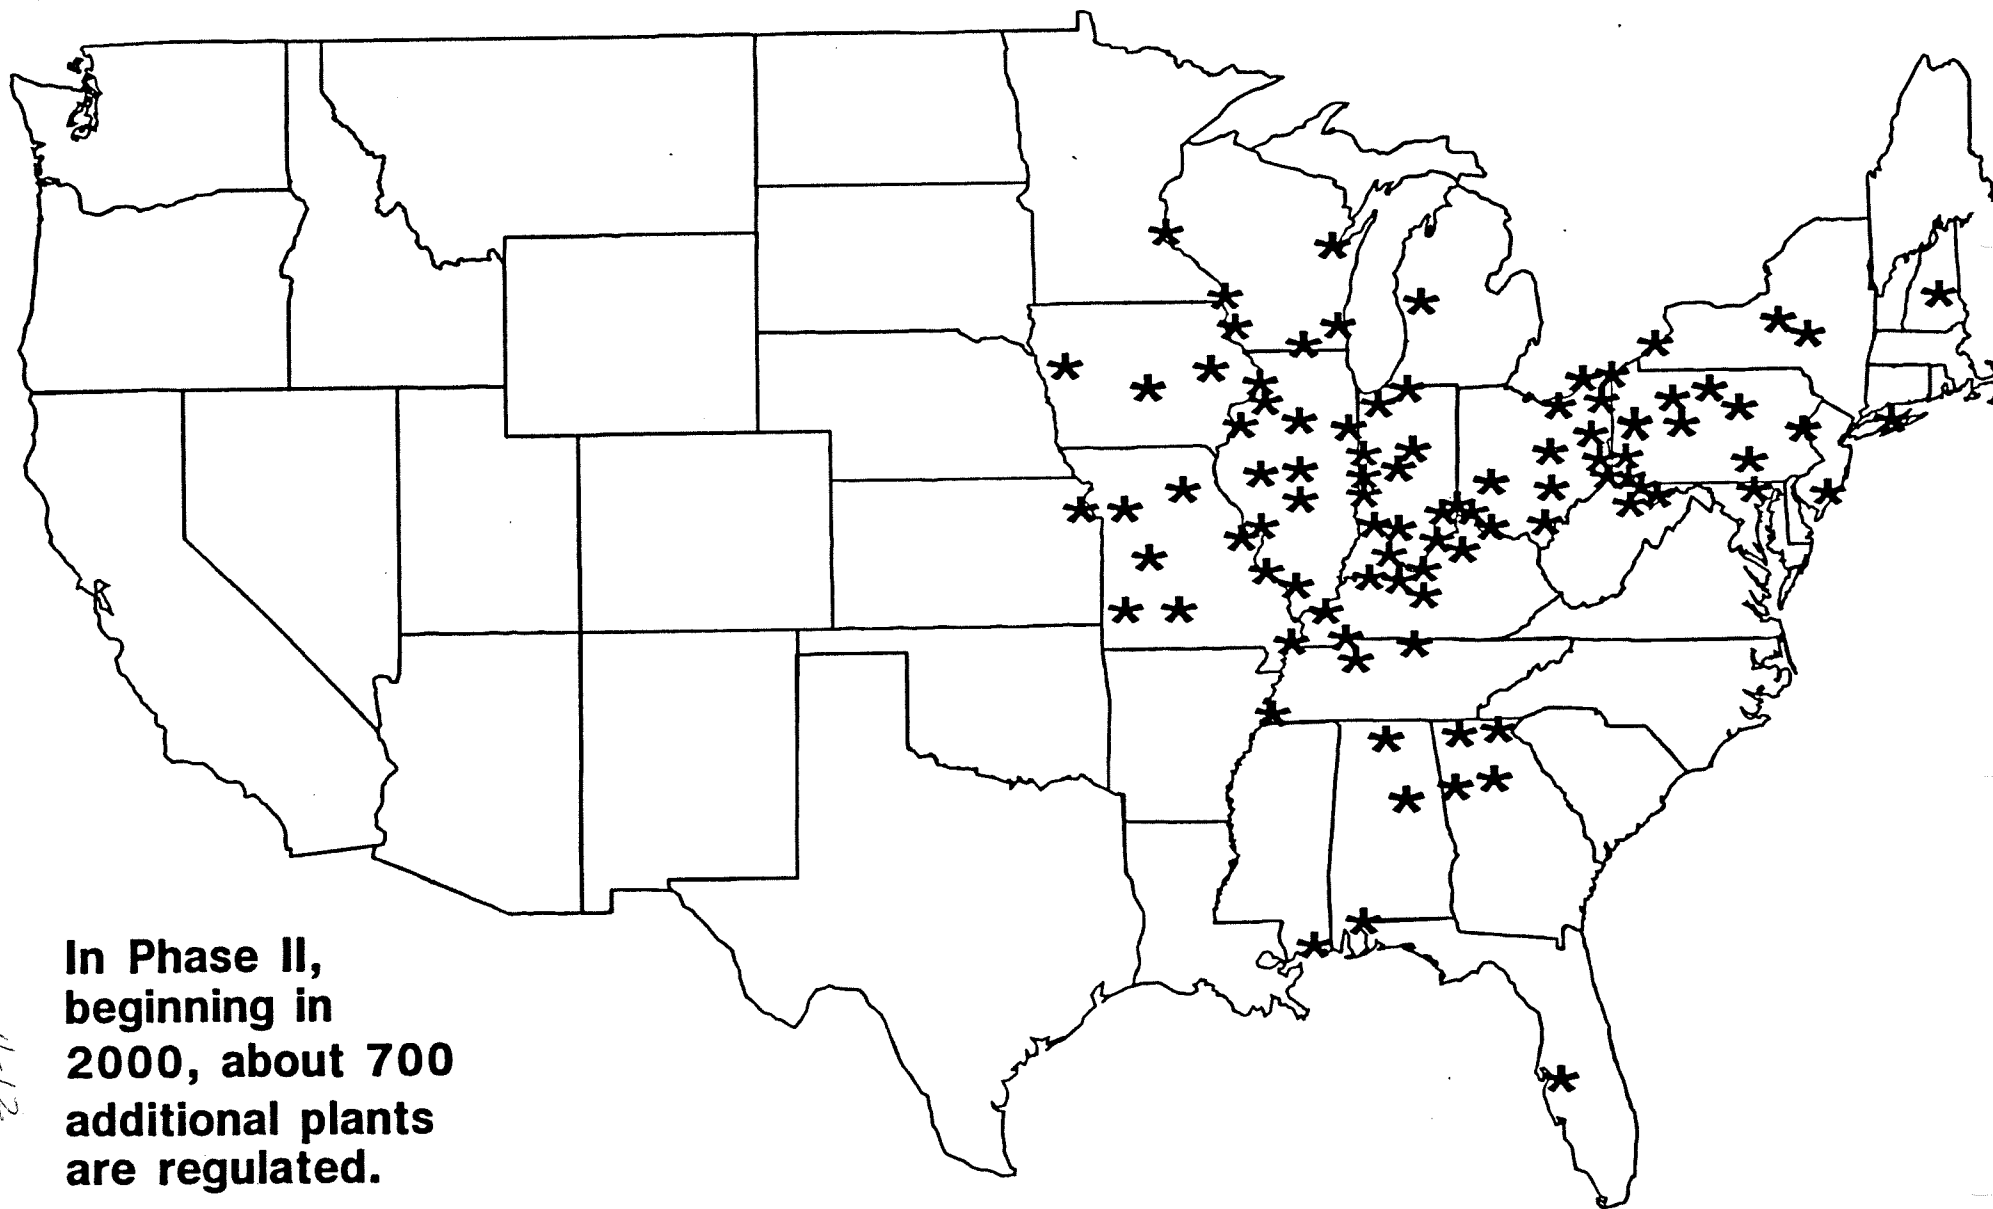 In Phase II,
beginning in
2000, about 700
additional plants
are regulated.